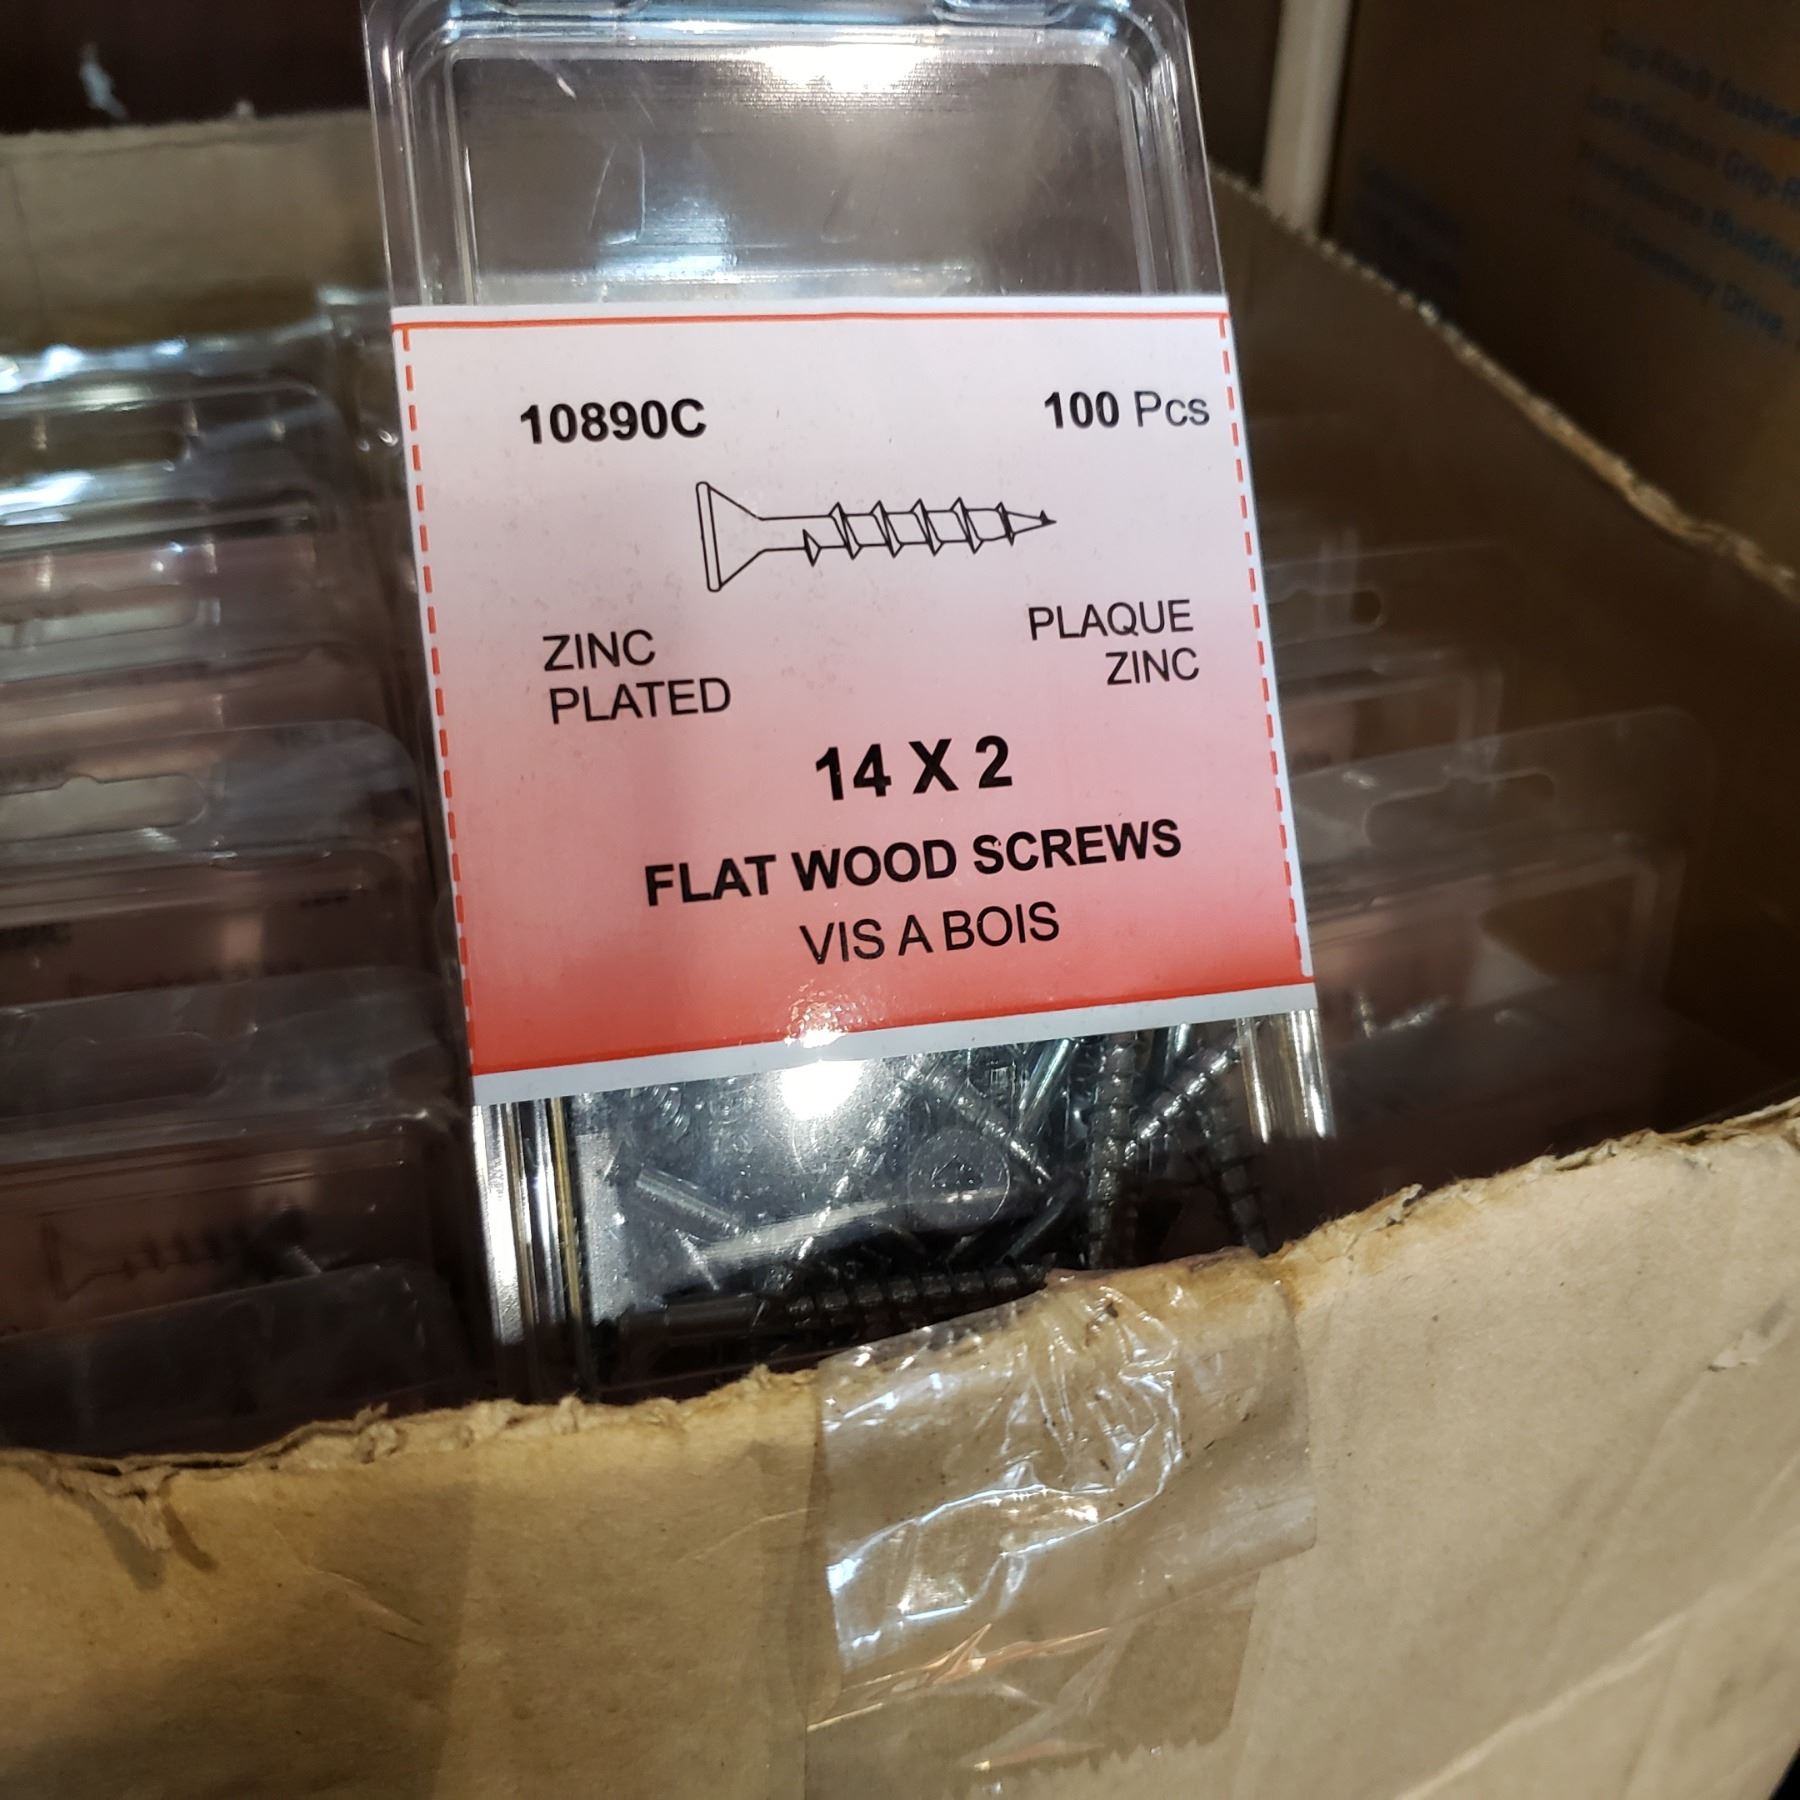 10890C
100 Pcs
ZINC
PLATED
PLAQUE
ZINC
14 X 2
FLAT WOOD SCREWS
VIS A BOIS